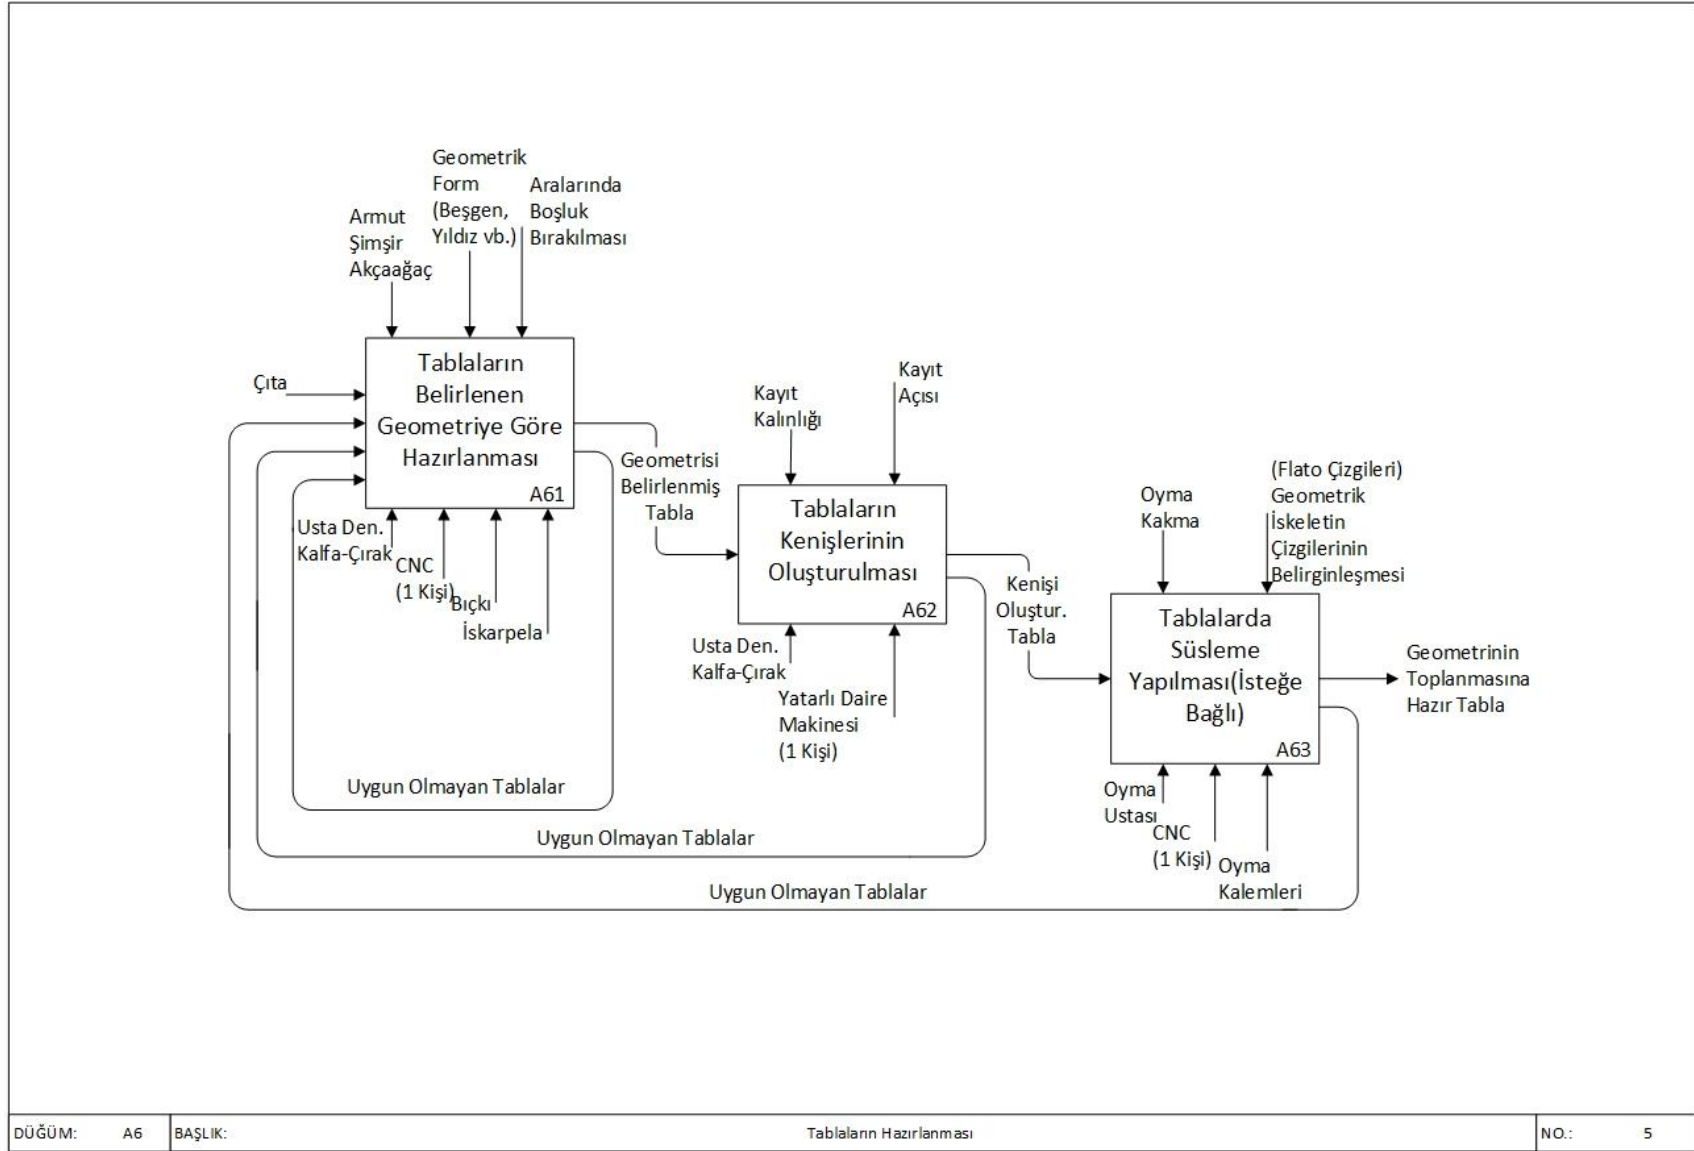 Geometrik
Form
(Beşgen,
Yıldız vb.)
Aralarında
Boşluk
Bırakılması
Armut
Şimşir
Akçaağaç
Çıta
Tablaların
Belirlenen
Geometriye Göre
Hazırlanması
A61
Usta Den.
Kalfa-Çırak
CNC
(1 Kişi)
Bıçkı
İskarpela
Geometrisi
Belirlenmiş
Tabla
Kayıt
Kalınlığı
Kayıt
Açısı
Tablaların
Kenişlerinin
Oluşturulması
A62
Usta Den.
Kalfa-Çırak
Yatarlı Daire
Makinesi
(1 Kişi)
Kenişi
Oluştur.
Tabla
Oyma
Kakma
(Flato Çizgileri)
Geometrik
İskeletin
Çizgilerinin
Belirginleşmesi
Tablalarda
Süsleme
Yapılması(İsteğe
Bağlı)
A63
Oyma
Ustası
CNC
(1 Kişi)
Oyma
Kalemleri
Geometrinin
Toplanmasına
Hazır Tabla
Uygun Olmayan Tablalar
Uygun Olmayan Tablalar
Uygun Olmayan Tablalar
DÜĞÜM: A6 BAŞLIK: Tablaların Hazırlanması NO.: 5